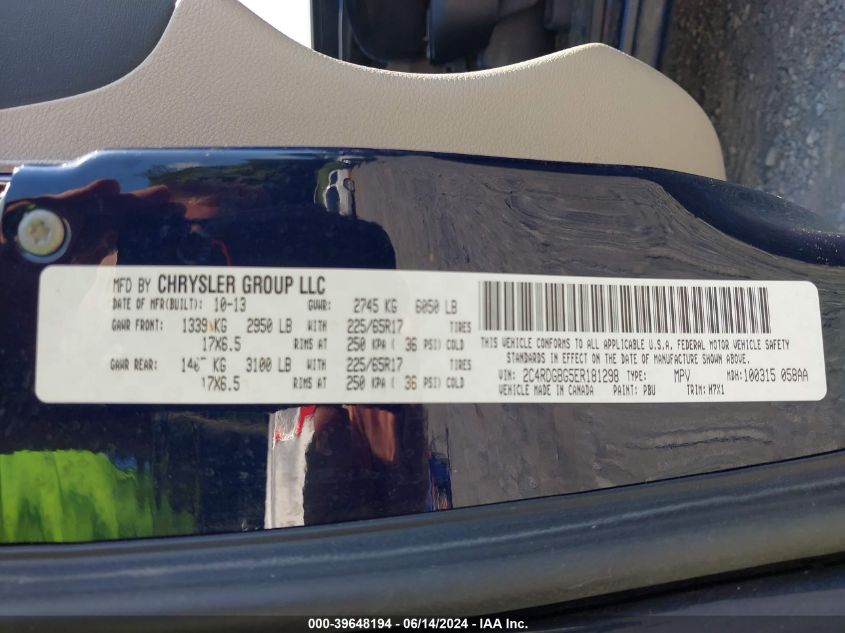 MFD BY CHRYSLER GROUP LLC
DATE OF MFR(BUILT): 10-13 GVWR: 2745 KG 6050 LB
GAWR FRONT: 1339 KG 2950 LB WITH 225/65R17 TIRES
17X6.5 RIMS AT 250 KPA ( 36 PSI) COLD
GAWR REAR: KG 3100 LB WITH 225/65R17 TIRES
17X6.5 RIMS AT 250 KPA ( 36 PSI) COLD
THIS VEHICLE CONFORMS TO ALL APPLICABLE U.S.A. FEDERAL MOTOR VEHICLE SAFETY
STANDARDS IN EFFECT ON THE DATE OF MANUFACTURE SHOWN ABOVE.
VIN: 2C4RDGBG5ER181298 TYPE: MPV MDH: 100315 058AA
VEHICLE MADE IN CANADA PAINT: PBU TRIM: H7X1
000-39648194 - 06/14/2024 - IAA Inc.